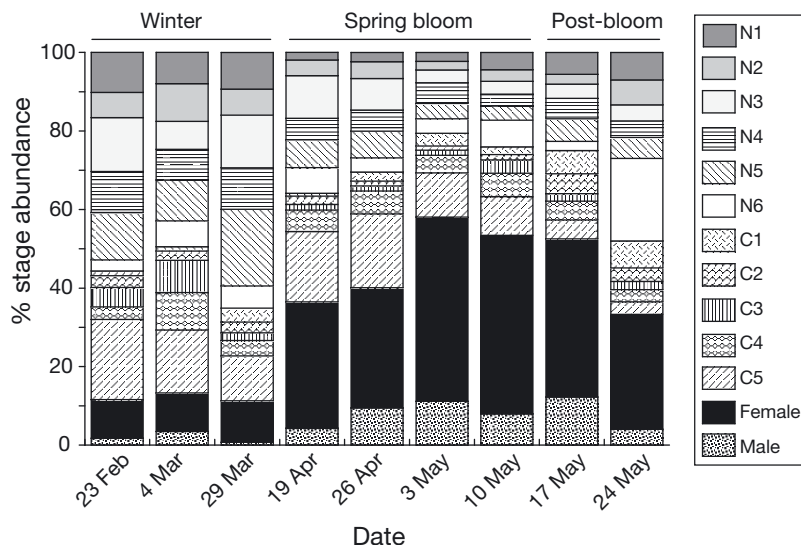 Winter
Spring bloom
Post-bloom
100
80
60
40
20
0
% stage abundance
23 Feb
4 Mar
29 Mar
19 Apr
26 Apr
3 May
10 May
17 May
24 May
Date
N1
N2
N3
N4
N5
N6
C1
C2
C3
C4
C5
Female
Male